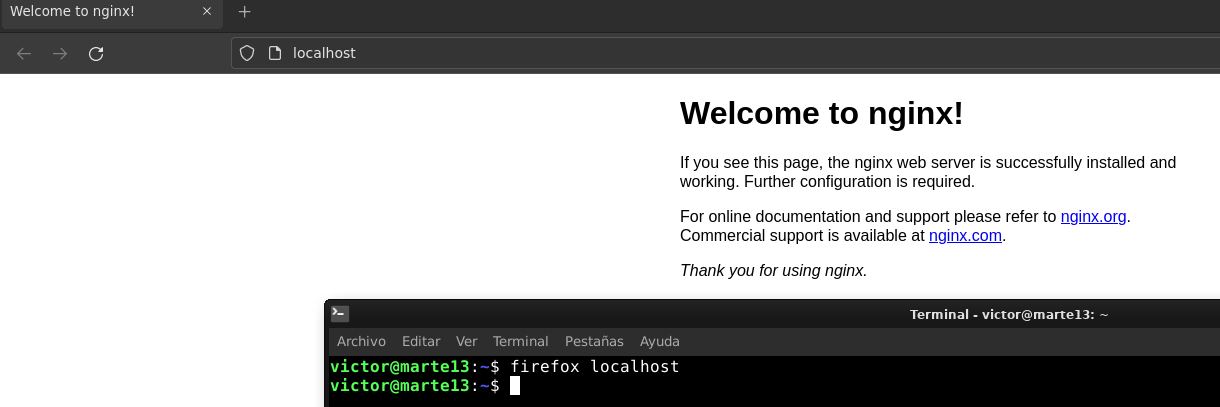 Welcome to nginx!
localhost
Welcome to nginx!
If you see this page, the nginx web server is successfully installed and
working. Further configuration is required.
For online documentation and support please refer to nginx.org.
Commercial support is available at nginx.com.
Thank you for using nginx.
Terminal - victor@marte13: ~
Archivo Editar Ver Terminal Pestañas Ayuda
victor@marte13:~$ firefox localhost
victor@marte13:~$